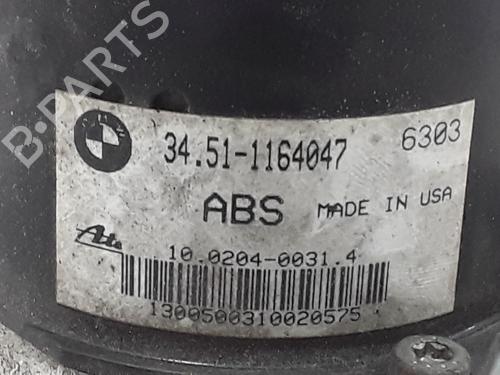 B-PARTS
34.51-1164047 6303
ABS MADE IN USA
Ate
10.0204-0031.4
1300500310020575